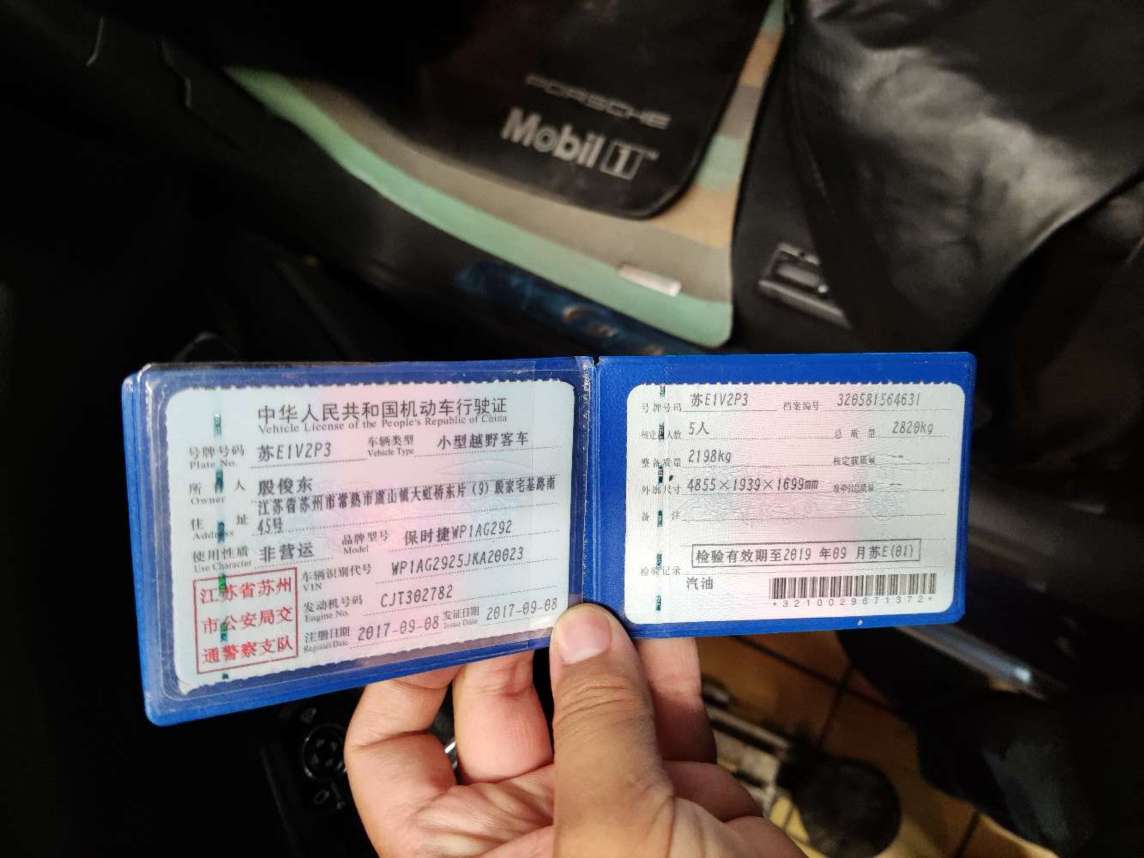 PORSCHE
Mobil 1™
中华人民共和国机动车行驶证
Vehicle License of the People's Republic of China
号牌号码 苏E1V2P3 车辆类型 小型越野客车
Plate No. Vehicle Type
所有人 殷俊东
Owner
住址 江苏省苏州市常熟市虞山镇大虹桥东片(9)殷家宅基路南
Address 45号
使用性质 非营运 品牌型号 保时捷WP1AG292
Use Character Model
江苏省苏州
市公安局交
通警察支队
车辆识别代号 WP1AG2925JKA20023
VIN
发动机号码 CJT302782
Engine No.
注册日期 2017-09-08 发证日期 2017-09-08
Register Date Issue Date
号牌号码 苏E1V2P3 档案编号 320581564631
核定人数 5人 总质量 2820kg
整备质量 2198kg 核定载质量 --
外廓尺寸 4855×1939×1699mm --
备注
检验有效期至2019年09月苏E(01)
检验记录
汽油
*3210029671372*